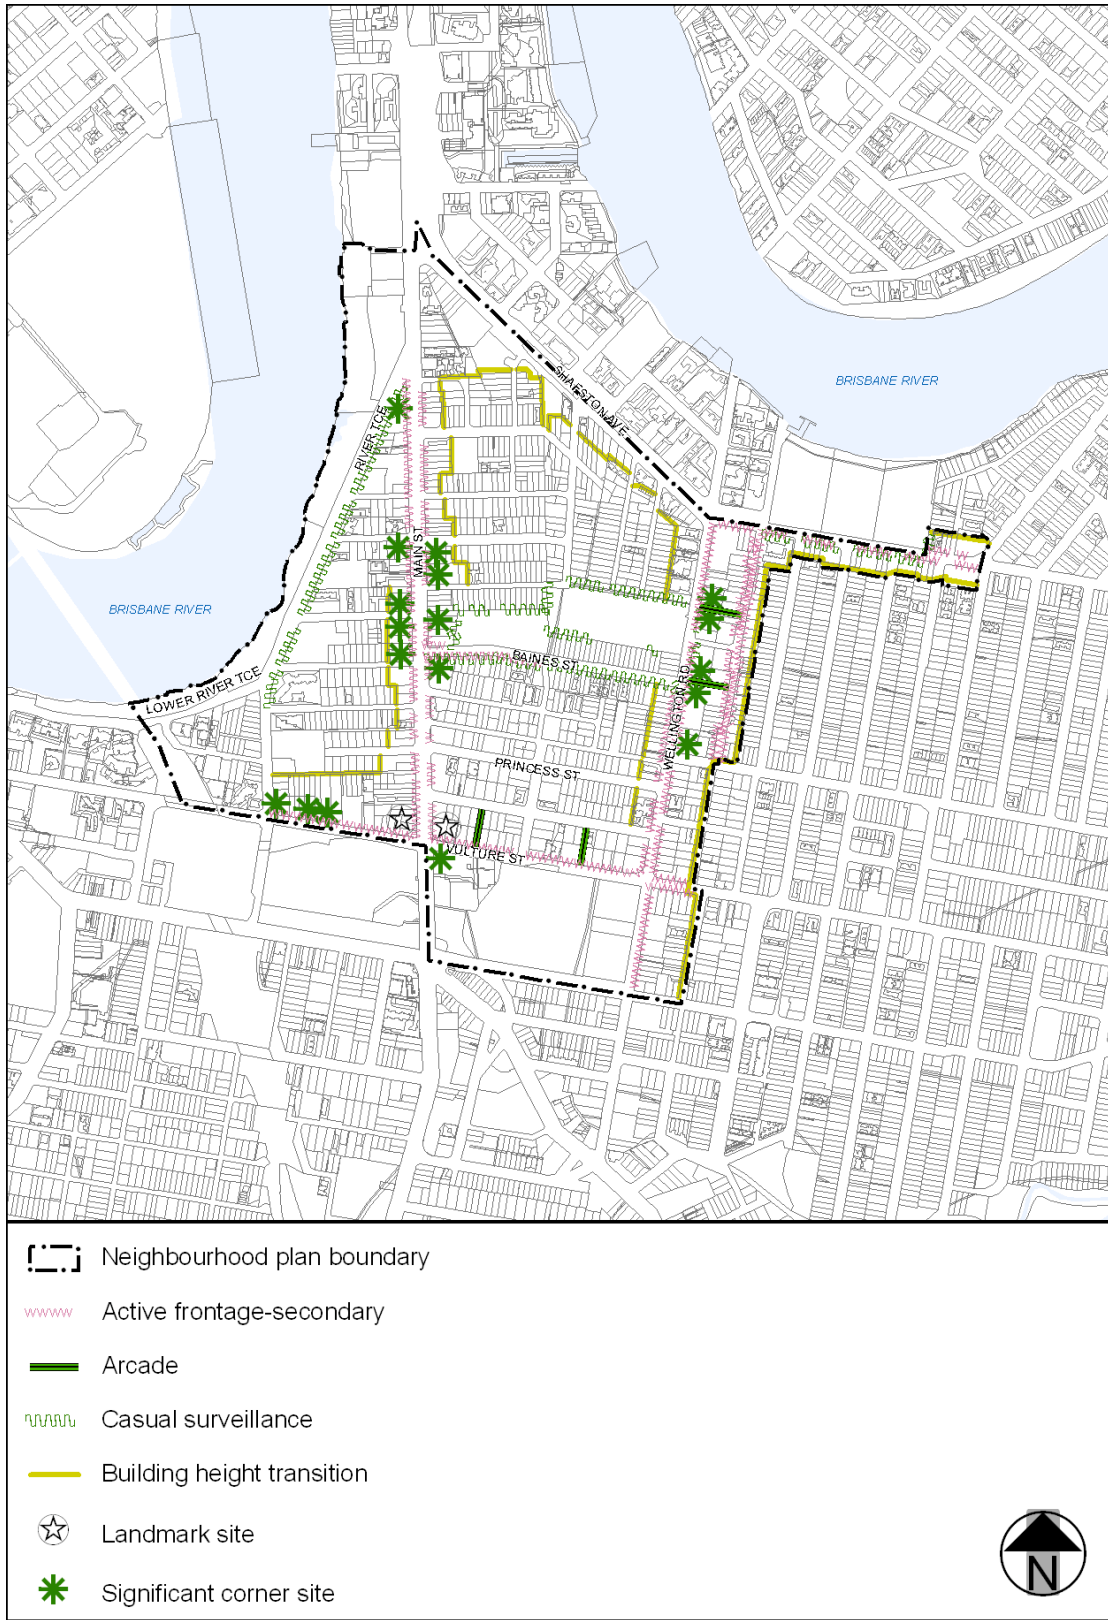 SHAFSTON AVE
BRISBANE RIVER
RIVER TCE
MAIN ST
BRISBANE RIVER
BAINES ST
LOWER RIVER TCE
WELLINGTON RD
PRINCESS ST
VULTURE ST
Neighbourhood plan boundary
Active frontage-secondary
Arcade
Casual surveillance
Building height transition
Landmark site
Significant corner site
N